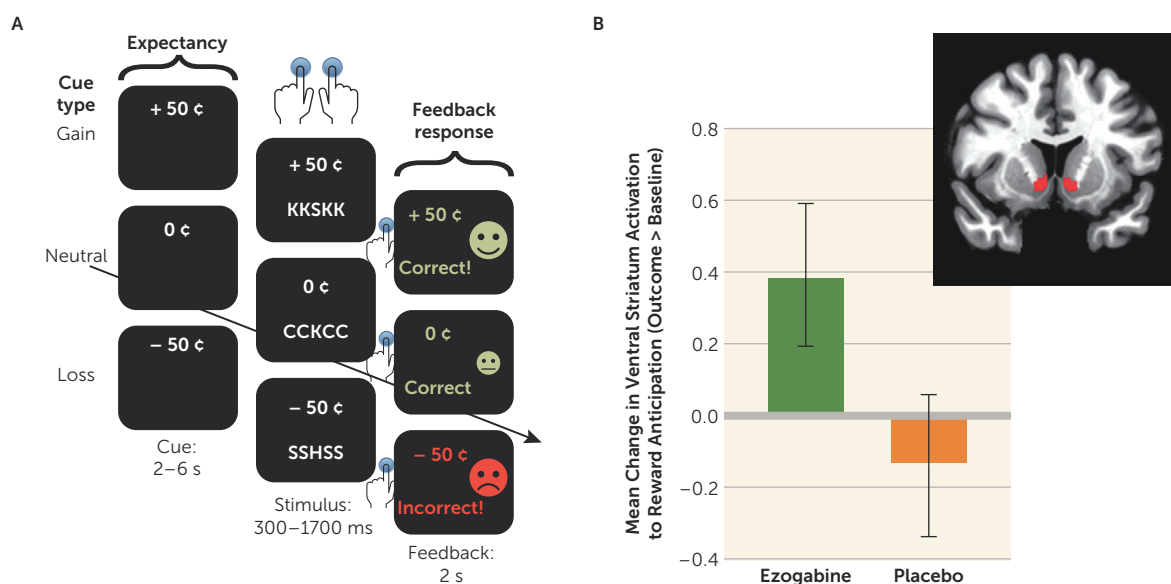 A
Expectancy
Cue
type
Gain
+ 50 ¢
Neutral
0 ¢
Loss
– 50 ¢
Cue:
2–6 s
+ 50 ¢
KKSKK
0 ¢
CCKCC
– 50 ¢
SSHSS
Stimulus:
300–1700 ms
Feedback
response
+ 50 ¢
Correct!
0 ¢
Correct
– 50 ¢
Incorrect!
Feedback:
2 s
B
Mean Change in Ventral Striatum Activation
to Reward Anticipation (Outcome > Baseline)
0.8
0.6
0.4
0.2
0.0
–0.2
–0.4
Ezogabine
Placebo